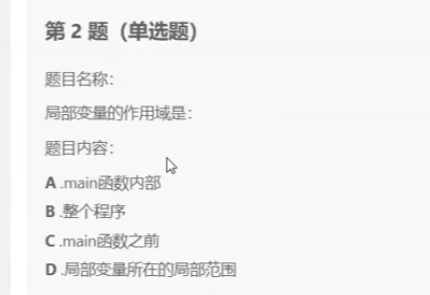 第 2 题（单选题）
题目名称：
局部变量的作用域是：
题目内容：
A .main函数内部
B .整个程序
C .main函数之前
D .局部变量所在的局部范围